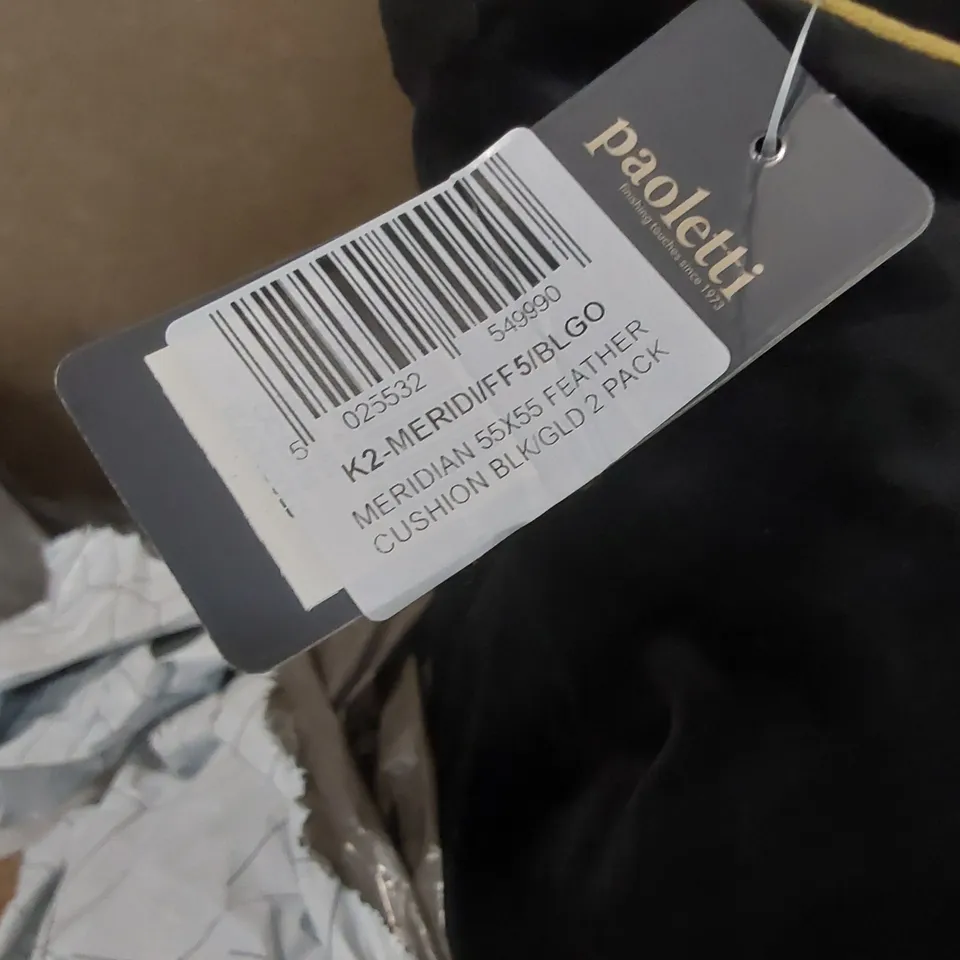 paoletti
finishing touches since 1973
5 025532 549990
K2-MERIDI/FF5/BLGO
MERIDIAN 55X55 FEATHER
CUSHION BLK/GLD 2 PACK